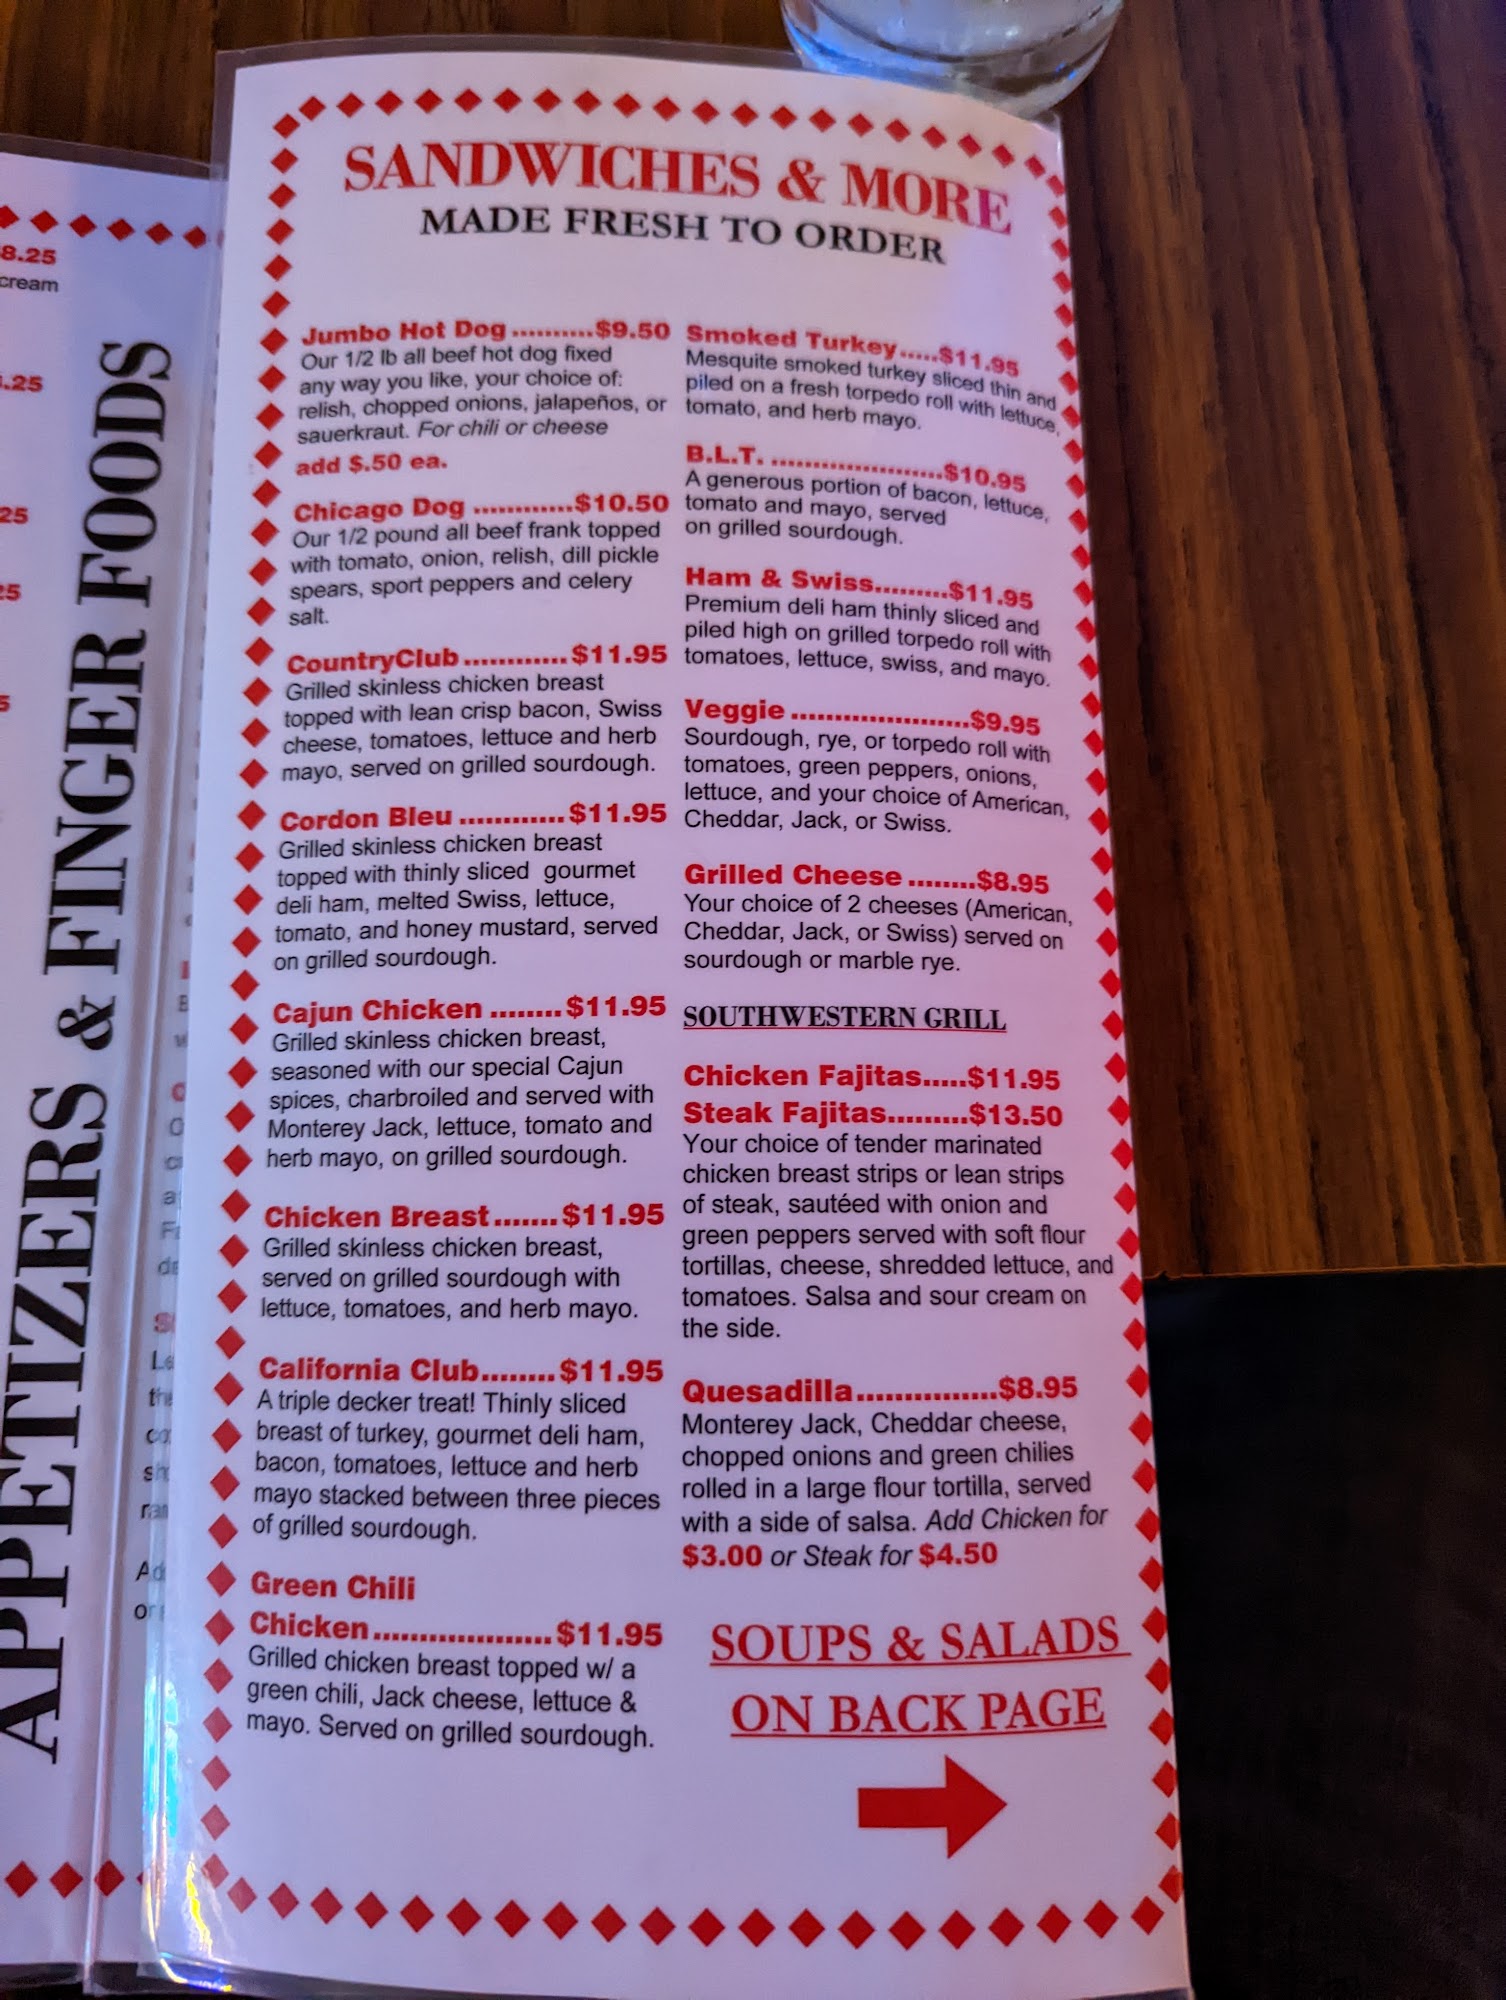 8.25
cream
.25
25
25
5
APPETIZERS & FINGER FOODS
SANDWICHES & MORE
MADE FRESH TO ORDER
Jumbo Hot Dog ..........$9.50
Our 1/2 lb all beef hot dog fixed
any way you like, your choice of:
relish, chopped onions, jalapeños, or
sauerkraut. For chili or cheese
add $.50 ea.
Chicago Dog ............$10.50
Our 1/2 pound all beef frank topped
with tomato, onion, relish, dill pickle
spears, sport peppers and celery
salt.
CountryClub............$11.95
Grilled skinless chicken breast
topped with lean crisp bacon, Swiss
cheese, tomatoes, lettuce and herb
mayo, served on grilled sourdough.
Cordon Bleu ............$11.95
Grilled skinless chicken breast
topped with thinly sliced gourmet
deli ham, melted Swiss, lettuce,
tomato, and honey mustard, served
on grilled sourdough.
Cajun Chicken ........$11.95
Grilled skinless chicken breast,
seasoned with our special Cajun
spices, charbroiled and served with
Monterey Jack, lettuce, tomato and
herb mayo, on grilled sourdough.
Chicken Breast.......$11.95
Grilled skinless chicken breast,
served on grilled sourdough with
lettuce, tomatoes, and herb mayo.
California Club........$11.95
A triple decker treat! Thinly sliced
breast of turkey, gourmet deli ham,
bacon, tomatoes, lettuce and herb
mayo stacked between three pieces
of grilled sourdough.
Green Chili
Chicken...................$11.95
Grilled chicken breast topped w/ a
green chili, Jack cheese, lettuce &
mayo. Served on grilled sourdough.
Smoked Turkey.....$11.95
Mesquite smoked turkey sliced thin and
piled on a fresh torpedo roll with lettuce,
tomato, and herb mayo.
B.L.T. ......................$10.95
A generous portion of bacon, lettuce,
tomato and mayo, served
on grilled sourdough.
Ham & Swiss.........$11.95
Premium deli ham thinly sliced and
piled high on grilled torpedo roll with
tomatoes, lettuce, swiss, and mayo.
Veggie .....................$9.95
Sourdough, rye, or torpedo roll with
tomatoes, green peppers, onions,
lettuce, and your choice of American,
Cheddar, Jack, or Swiss.
Grilled Cheese ........$8.95
Your choice of 2 cheeses (American,
Cheddar, Jack, or Swiss) served on
sourdough or marble rye.
SOUTHWESTERN GRILL
Chicken Fajitas.....$11.95
Steak Fajitas.........$13.50
Your choice of tender marinated
chicken breast strips or lean strips
of steak, sautéed with onion and
green peppers served with soft flour
tortillas, cheese, shredded lettuce, and
tomatoes. Salsa and sour cream on
the side.
Quesadilla...............$8.95
Monterey Jack, Cheddar cheese,
chopped onions and green chilies
rolled in a large flour tortilla, served
with a side of salsa. Add Chicken for
$3.00 or Steak for $4.50
SOUPS & SALADS
ON BACK PAGE